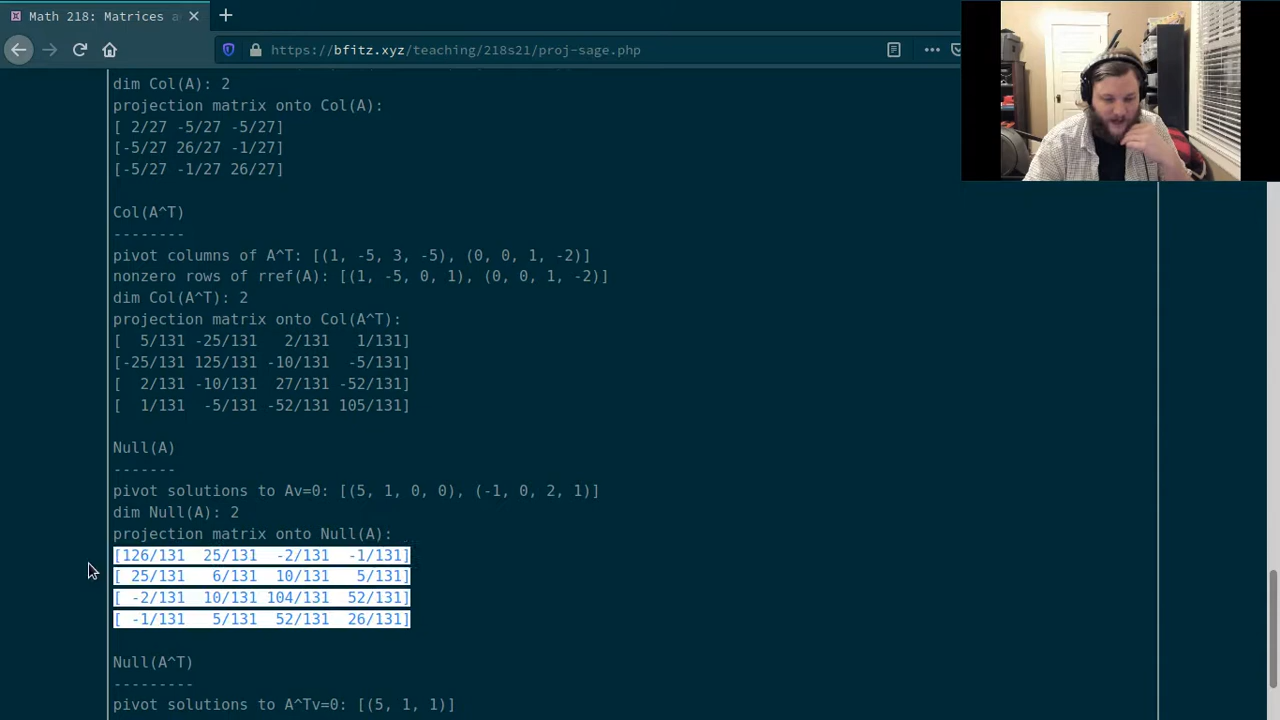 Math 218: Matrices a
https://bfitz.xyz/teaching/218s21/proj-sage.php
dim Col(A): 2
projection matrix onto Col(A):
[ 2/27 -5/27 -5/27]
[-5/27 26/27 -1/27]
[-5/27 -1/27 26/27]
Col(A^T)
--------
pivot columns of A^T: [(1, -5, 3, -5), (0, 0, 1, -2)]
nonzero rows of rref(A): [(1, -5, 0, 1), (0, 0, 1, -2)]
dim Col(A^T): 2
projection matrix onto Col(A^T):
[  5/131 -25/131   2/131   1/131]
[-25/131 125/131 -10/131  -5/131]
[  2/131 -10/131  27/131 -52/131]
[  1/131  -5/131 -52/131 105/131]
Null(A)
-------
pivot solutions to Av=0: [(5, 1, 0, 0), (-1, 0, 2, 1)]
dim Null(A): 2
projection matrix onto Null(A):
[126/131  25/131  -2/131  -1/131]
[ 25/131   6/131  10/131   5/131]
[ -2/131  10/131 104/131  52/131]
[ -1/131   5/131  52/131  26/131]
Null(A^T)
---------
pivot solutions to A^Tv=0: [(5, 1, 1)]